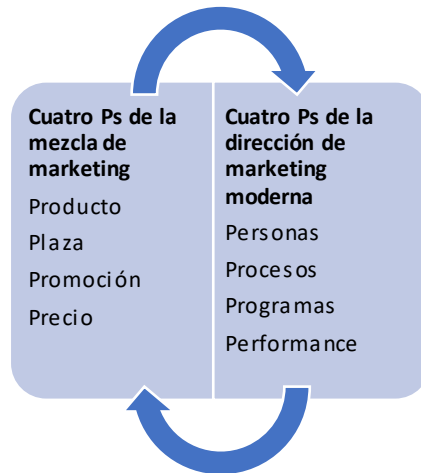 Cuatro Ps de la
mezcla de
marketing
Producto
Plaza
Promoción
Precio
Cuatro Ps de la
dirección de
marketing
moderna
Personas
Procesos
Programas
Performance